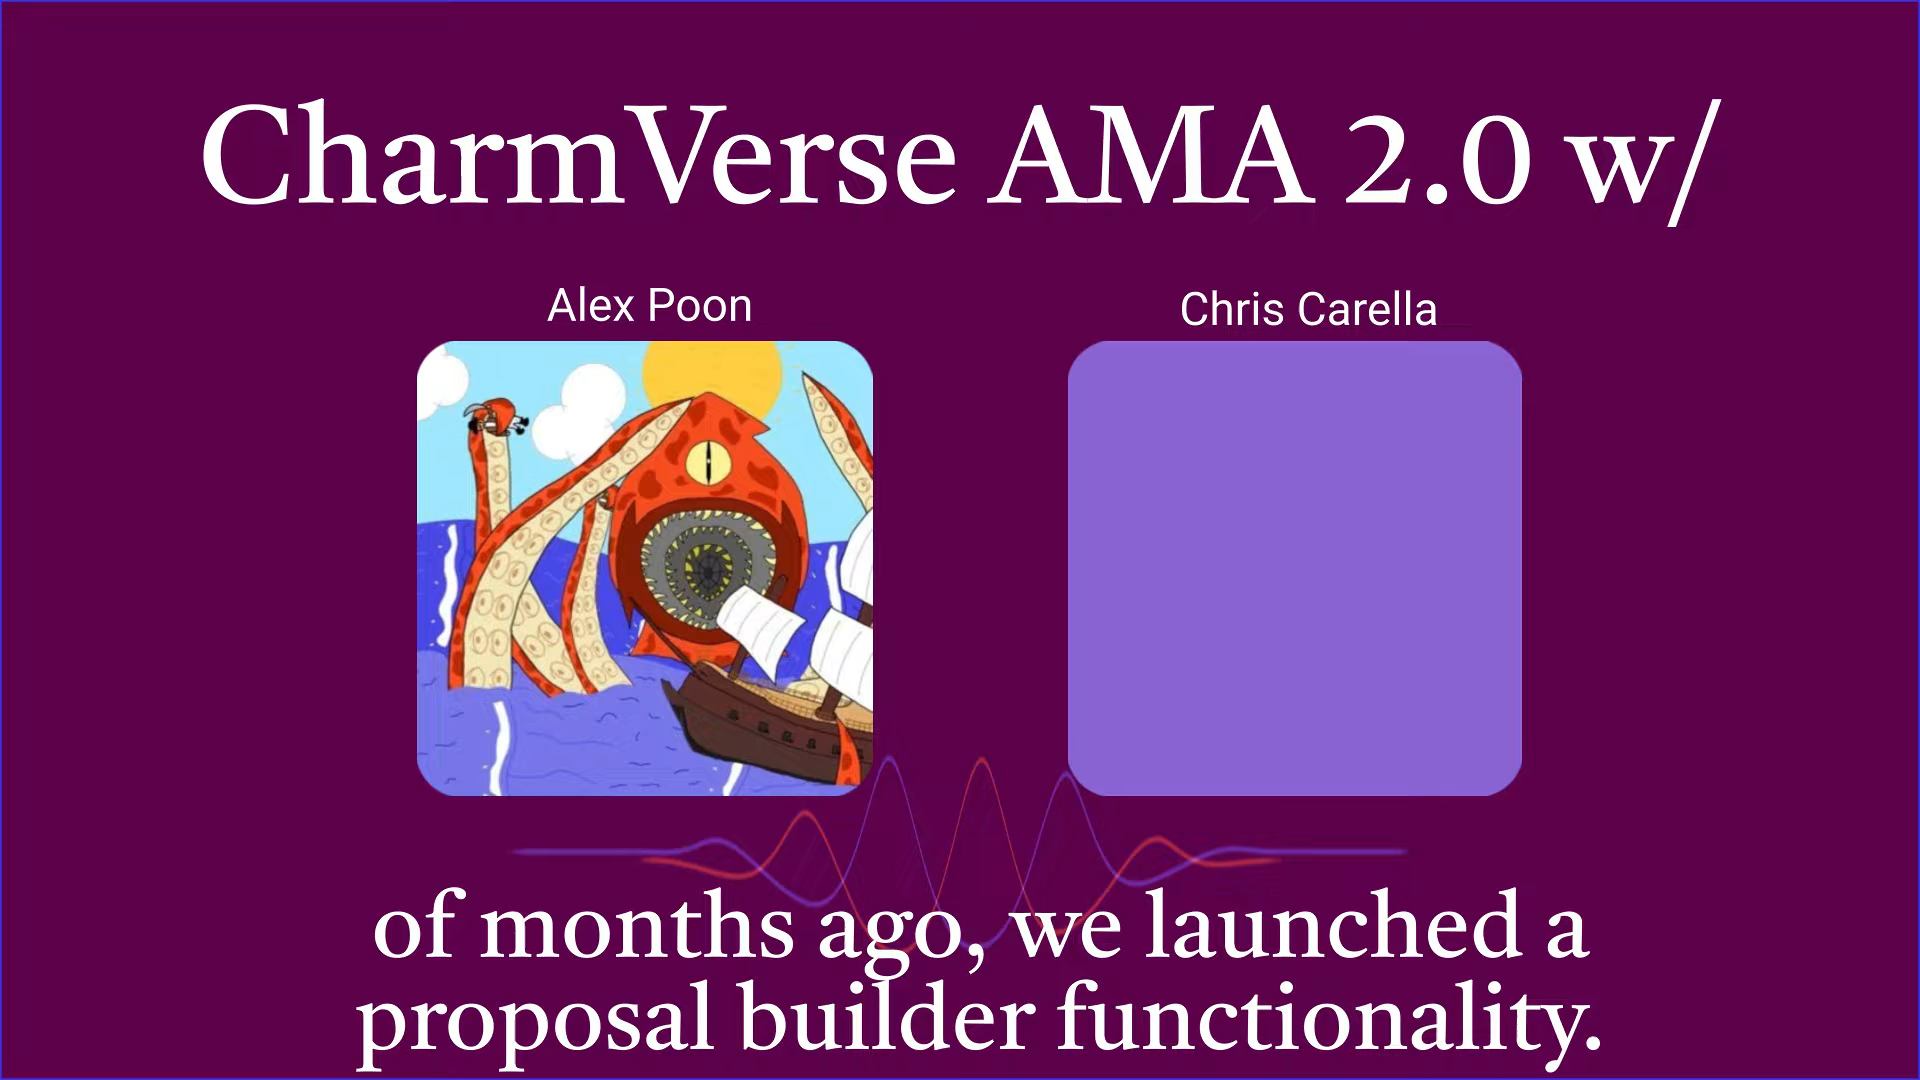 CharmVerse AMA 2.0 w/
Alex Poon
Chris Carella
of months ago, we launched a
proposal builder functionality.